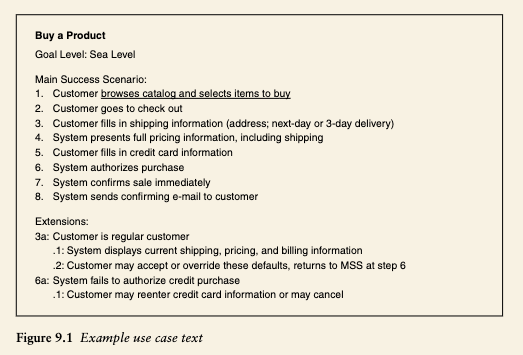 Buy a Product
Goal Level: Sea Level
Main Success Scenario:
1. Customer browses catalog and selects items to buy
2. Customer goes to check out
3. Customer fills in shipping information (address; next-day or 3-day delivery)
4. System presents full pricing information, including shipping
5. Customer fills in credit card information
6. System authorizes purchase
7. System confirms sale immediately
8. System sends confirming e-mail to customer
Extensions:
3a: Customer is regular customer
.1: System displays current shipping, pricing, and billing information
.2: Customer may accept or override these defaults, returns to MSS at step 6
6a: System fails to authorize credit purchase
.1: Customer may reenter credit card information or may cancel
Figure 9.1 Example use case text